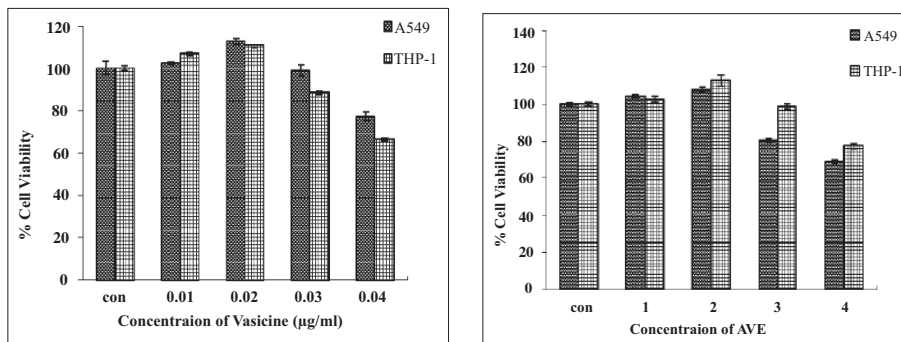 120
100
80
60
40
20
0
% Cell Viability
A549
THP-1
con 0.01 0.02 0.03 0.04
Concentraion of Vasicine (µg/ml)
140
120
100
80
60
40
20
0
% Cell Viability
A549
THP-1
con 1 2 3 4
Concentraion of AVE